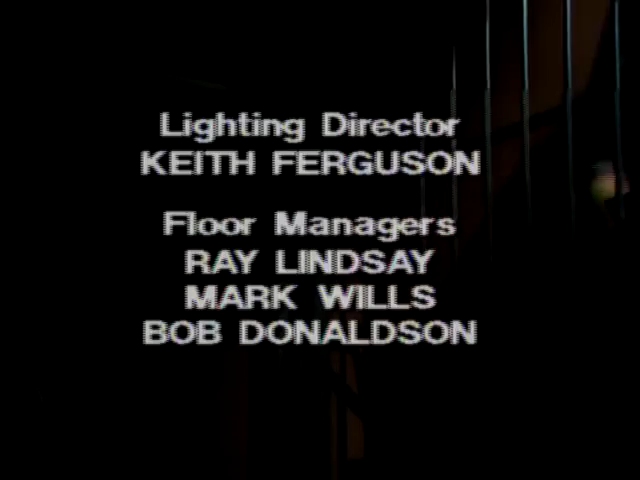 Lighting Director
KEITH FERGUSON
Floor Managers
RAY LINDSAY
MARK WILLS
BOB DONALDSON